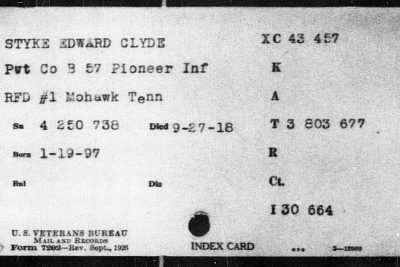 STYKE EDWARD CLYDE XC 43 457
Pvt Co B 57 Pioneer Inf K
RFD #1 Mohawk Tenn A
Sn 4 250 738 Died 9-27-18 T 3 803 677
Born 1-19-97 R
Enl Dis Ct.
I 30 664
U. S. VETERANS BUREAU
MAIL AND RECORDS
Form 7202—Rev. Sept., 1926 INDEX CARD